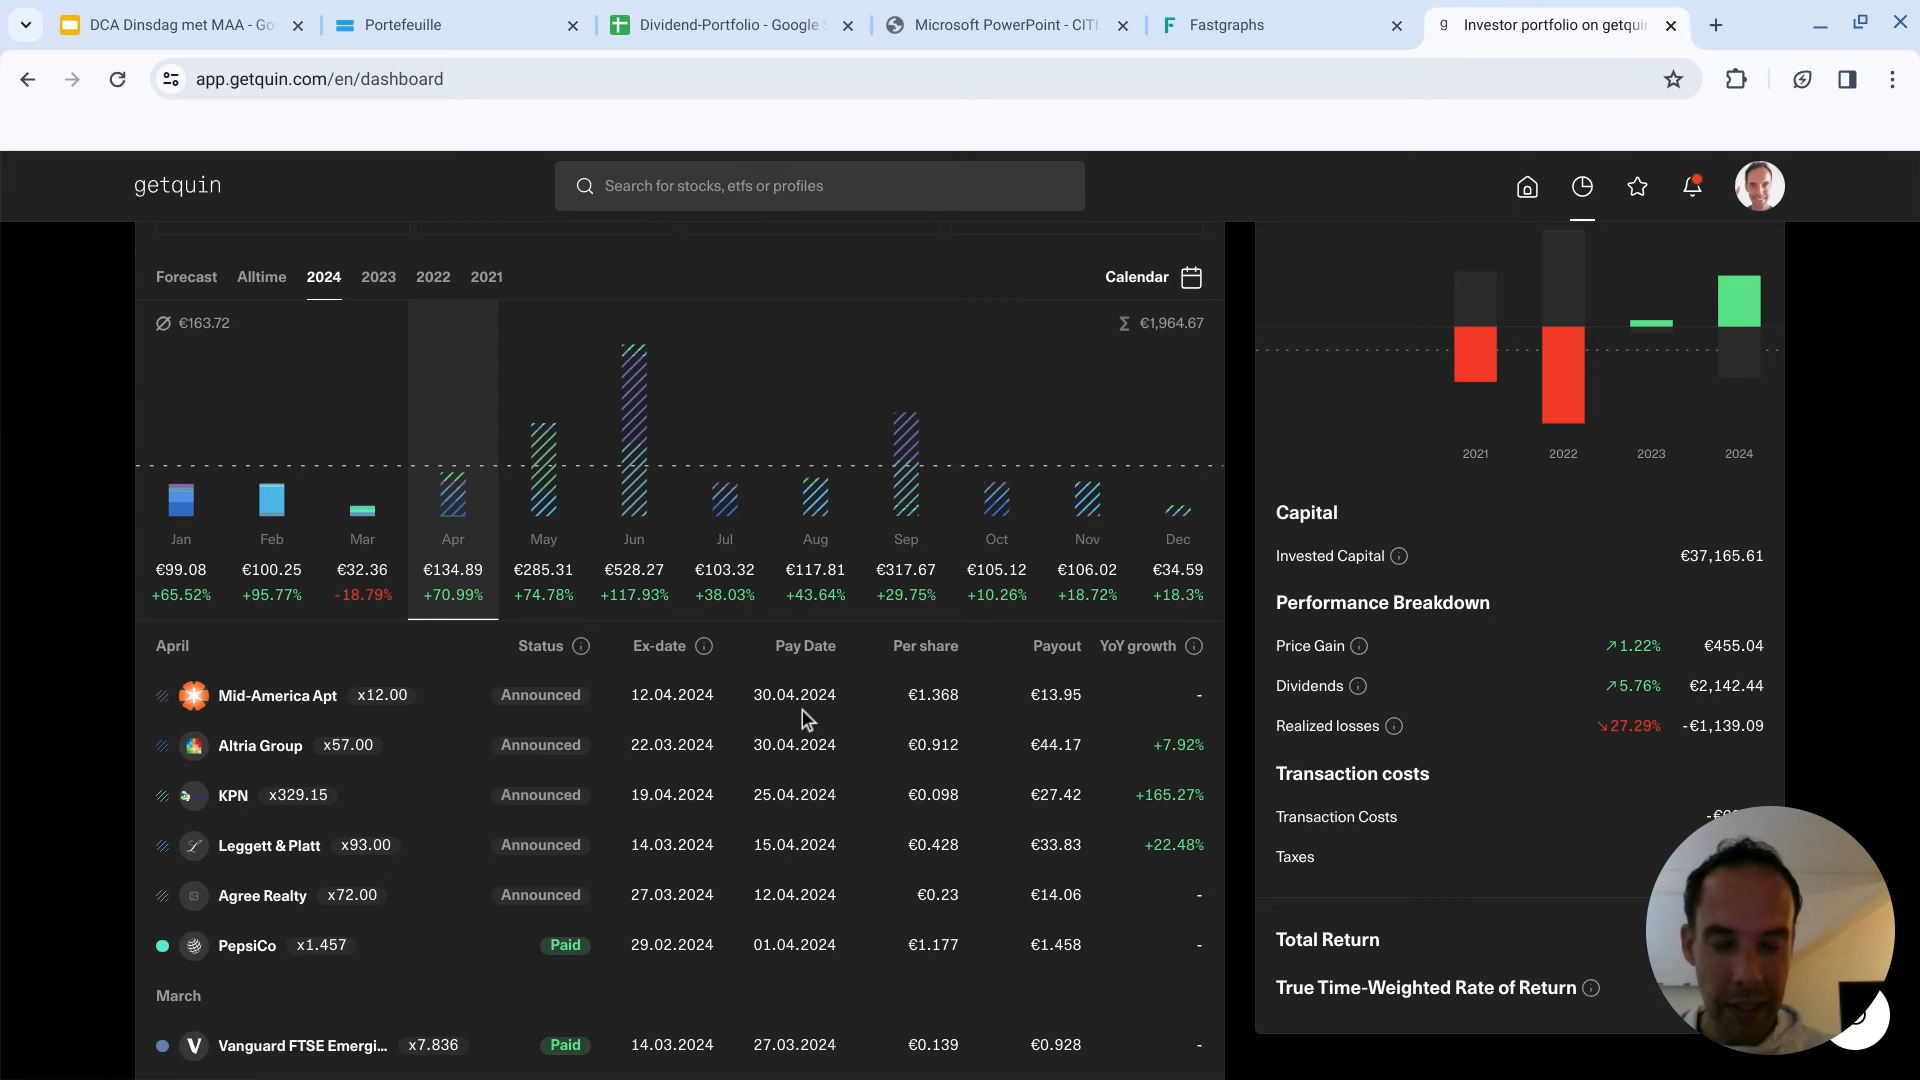 DCA Dinsdag met MAA - Go
Portefeuille
Dividend-Portfolio - Google S
Microsoft PowerPoint - CITI
Fastgraphs
Investor portfolio on getquin
app.getquin.com/en/dashboard
getquin
Search for stocks, etfs or profiles
Forecast Alltime 2024 2023 2022 2021
Calendar
Ø €163.72
Σ €1,964.67
Jan Feb Mar Apr May Jun Jul Aug Sep Oct Nov Dec
€99.08 €100.25 €32.36 €134.89 €285.31 €528.27 €103.32 €117.81 €317.67 €105.12 €106.02 €34.59
+65.52% +95.77% -18.79% +70.99% +74.78% +117.93% +38.03% +43.64% +29.75% +10.26% +18.72% +18.3%
April Status Ex-date Pay Date Per share Payout YoY growth
Mid-America Apt x12.00 Announced 12.04.2024 30.04.2024 €1.368 €13.95 -
Altria Group x57.00 Announced 22.03.2024 30.04.2024 €0.912 €44.17 +7.92%
KPN x329.15 Announced 19.04.2024 25.04.2024 €0.098 €27.42 +165.27%
Leggett & Platt x93.00 Announced 14.03.2024 15.04.2024 €0.428 €33.83 +22.48%
Agree Realty x72.00 Announced 27.03.2024 12.04.2024 €0.23 €14.06 -
PepsiCo x1.457 Paid 29.02.2024 01.04.2024 €1.177 €1.458 -
March
Vanguard FTSE Emergi... x7.836 Paid 14.03.2024 27.03.2024 €0.139 €0.928 -
2021 2022 2023 2024
Capital
Invested Capital €37,165.61
Performance Breakdown
Price Gain ↗1.22% €455.04
Dividends ↗5.76% €2,142.44
Realized losses ↘27.29% -€1,139.09
Transaction costs
Transaction Costs
Taxes
Total Return
True Time-Weighted Rate of Return